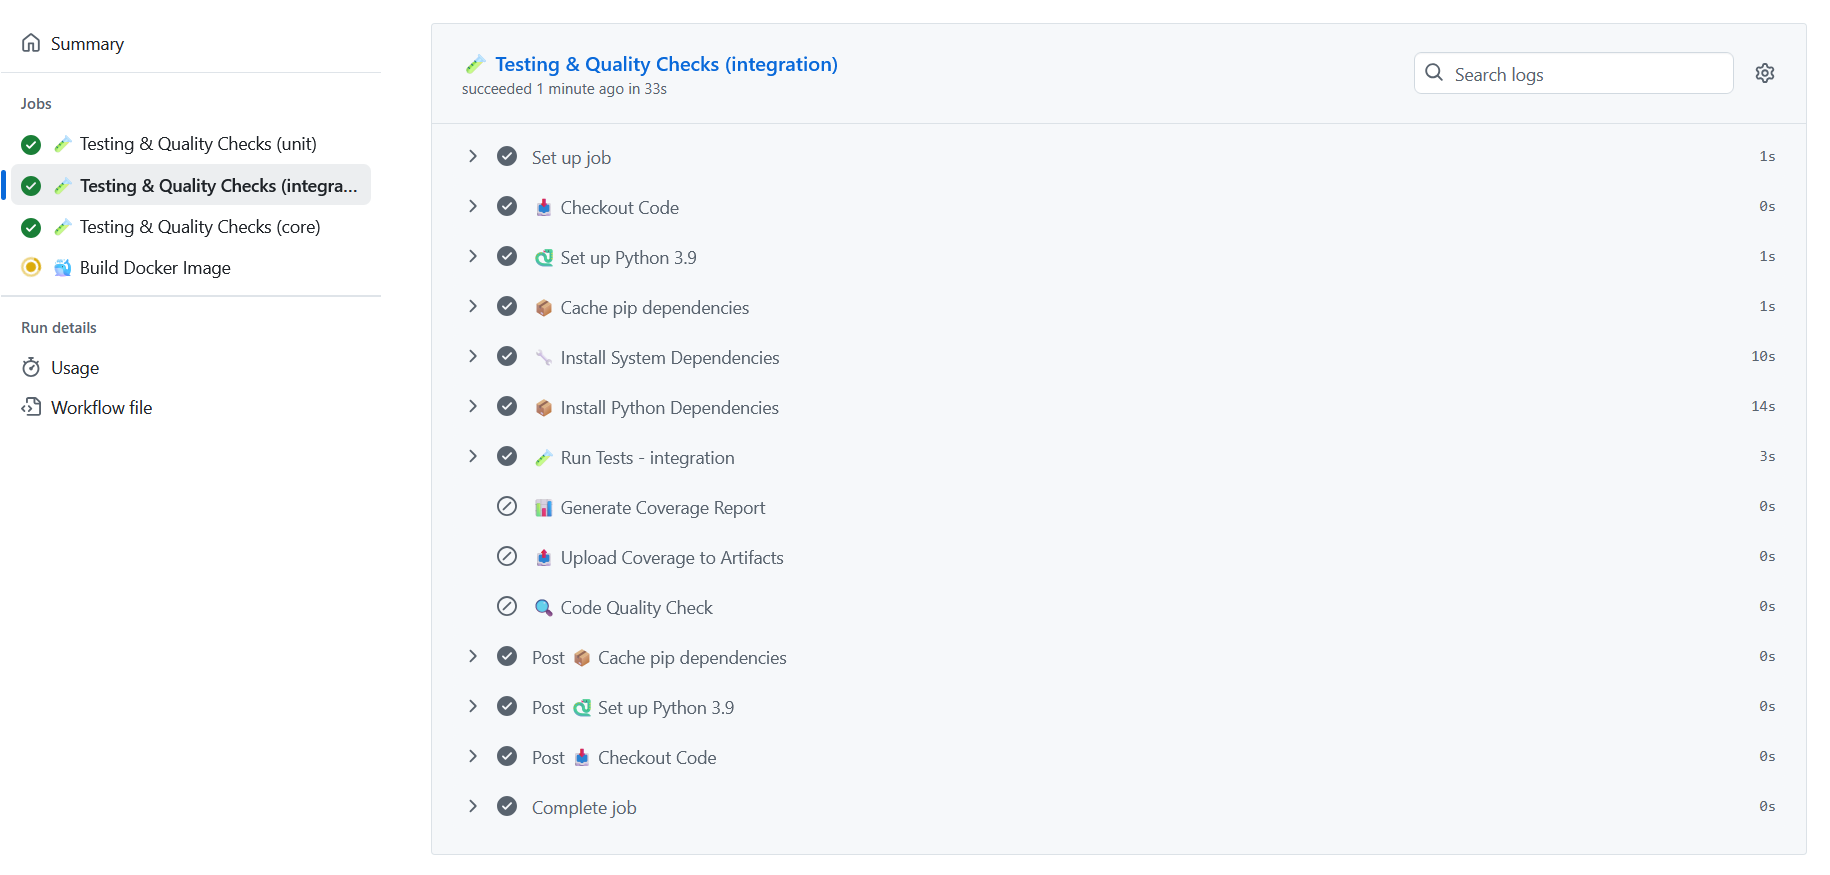 Summary
Jobs
Testing & Quality Checks (unit)
Testing & Quality Checks (integra...
Testing & Quality Checks (core)
Build Docker Image
Run details
Usage
Workflow file
Testing & Quality Checks (integration)
succeeded 1 minute ago in 33s
Search logs
Set up job 1s
Checkout Code 0s
Set up Python 3.9 1s
Cache pip dependencies 1s
Install System Dependencies 10s
Install Python Dependencies 14s
Run Tests - integration 3s
Generate Coverage Report 0s
Upload Coverage to Artifacts 0s
Code Quality Check 0s
Post Cache pip dependencies 0s
Post Set up Python 3.9 0s
Post Checkout Code 0s
Complete job 0s